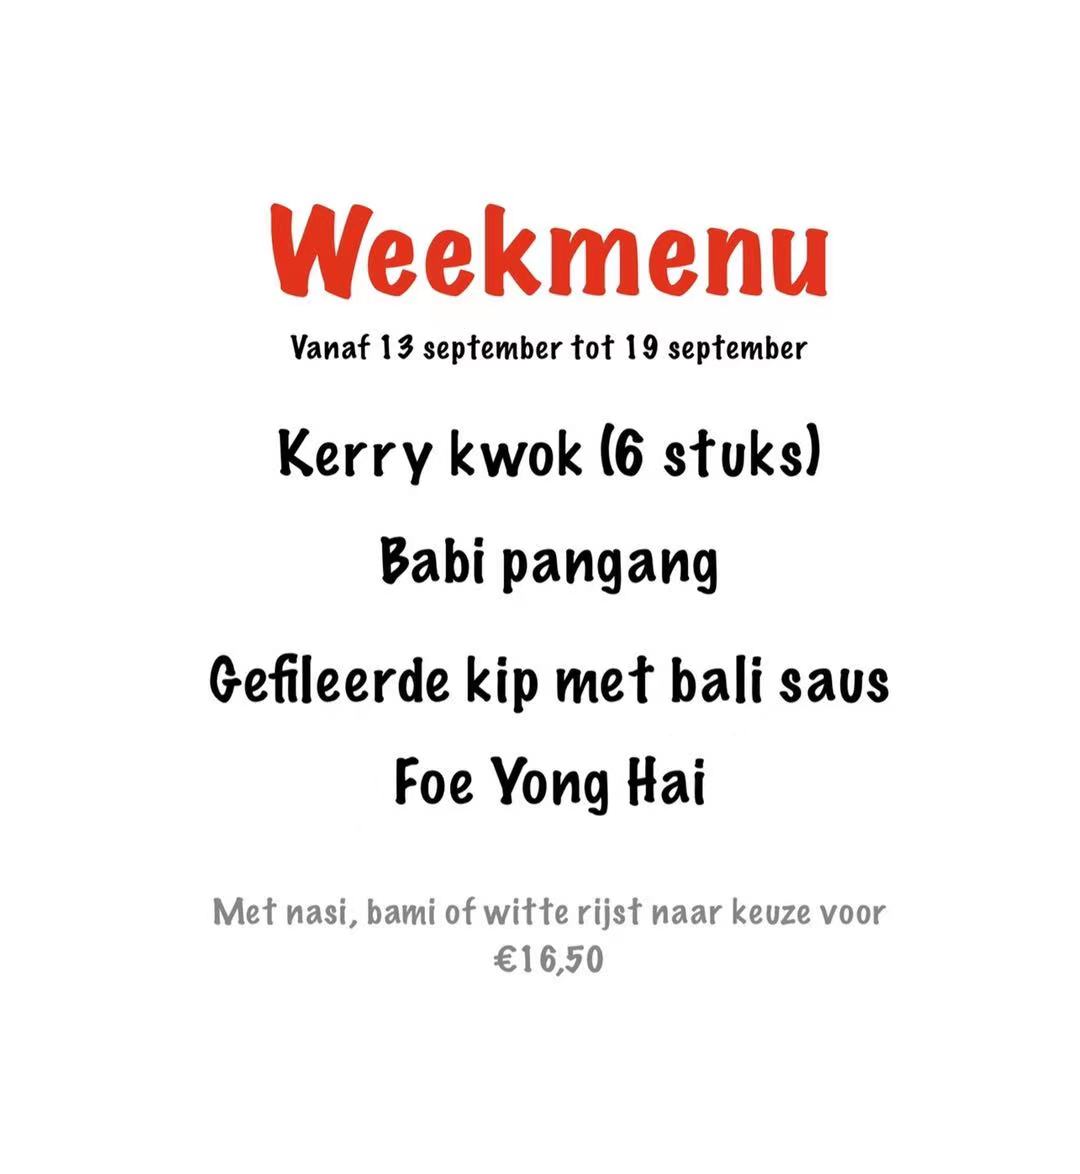 Weekmenu
Vanaf 13 september tot 19 september
Kerry kwok (6 stuks)
Babi pangang
Gefileerde kip met bali saus
Foe Yong Hai
Met nasi, bami of witte rijst naar keuze voor
€16,50